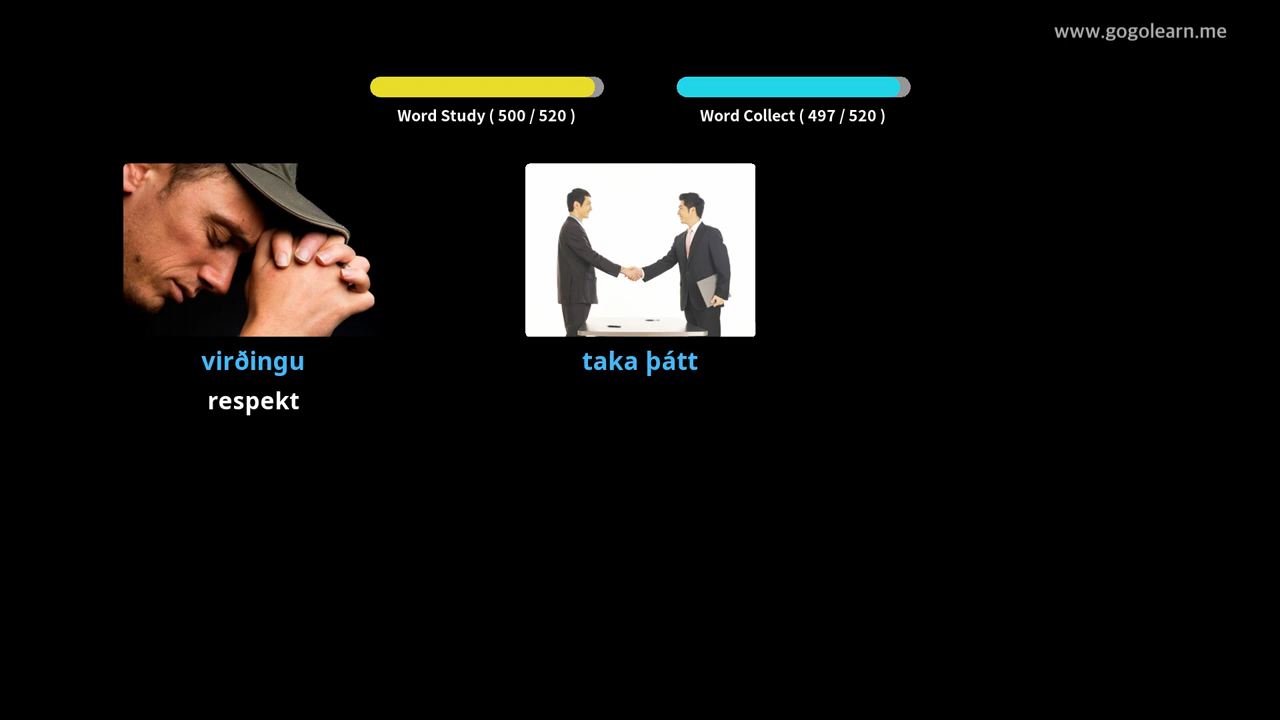 www.gogolearn.me
Word Study ( 500 / 520 )
Word Collect ( 497 / 520 )
virðingu
respekt
taka þátt